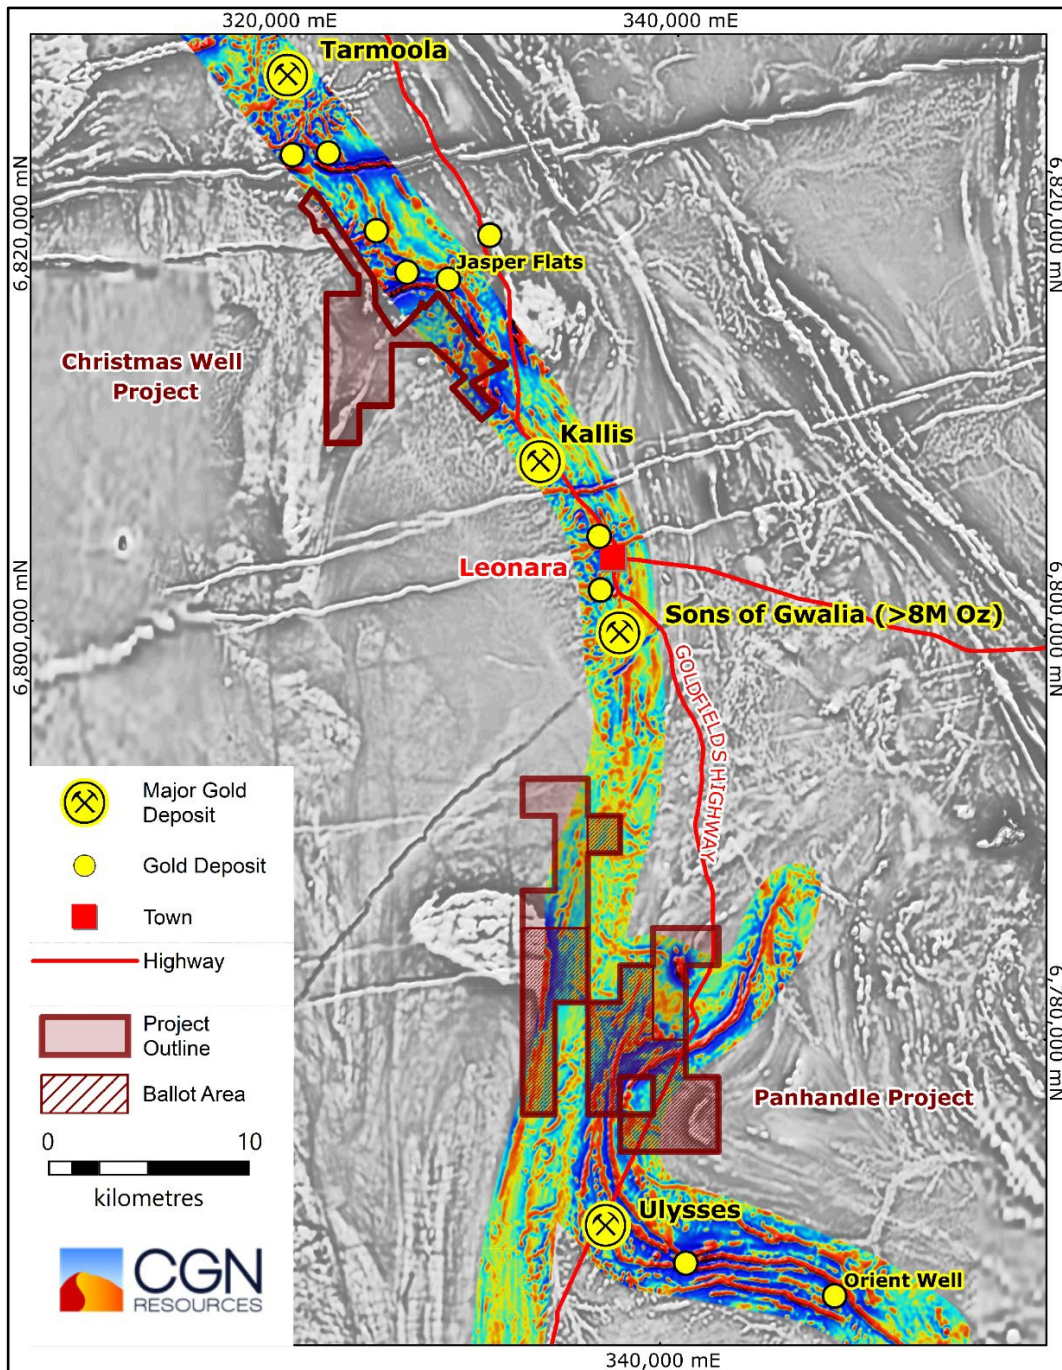 320,000 mE
340,000 mE
Tarmoola
6,820,000 mN
6,820,000 mN
Jasper Flats
Christmas Well
Project
Kallis
Leonara
Sons of Gwalia (>8M Oz)
6,800,000 mN
6,800,000 mN
GOLDFIELDS HIGHWAY
Major Gold
Deposit
Gold Deposit
Town
Highway
Project
Outline
Ballot Area
0
10
kilometres
CGN
RESOURCES
6,780,000 mN
Panhandle Project
Ulysses
Orient Well
340,000 mE